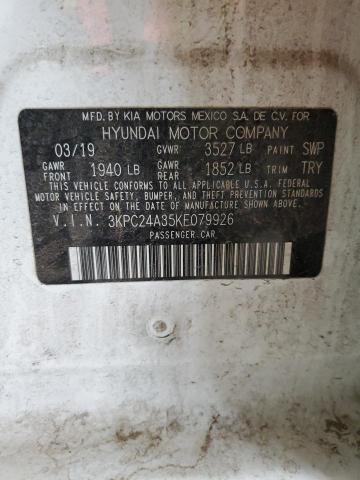 MFD. BY KIA MOTORS MEXICO S.A. DE C.V. FOR
HYUNDAI MOTOR COMPANY
03/19 GVWR 3527 LB PAINT SWP
GAWR FRONT 1940 LB GAWR REAR 1852 LB TRIM TRY
THIS VEHICLE CONFORMS TO ALL APPLICABLE U.S.A. FEDERAL
MOTOR VEHICLE SAFETY, BUMPER, AND THEFT PREVENTION STANDARDS
IN EFFECT ON THE DATE OF MANUFACTURE SHOWN ABOVE.
V.I.N. 3KPC24A35KE079926
PASSENGER CAR